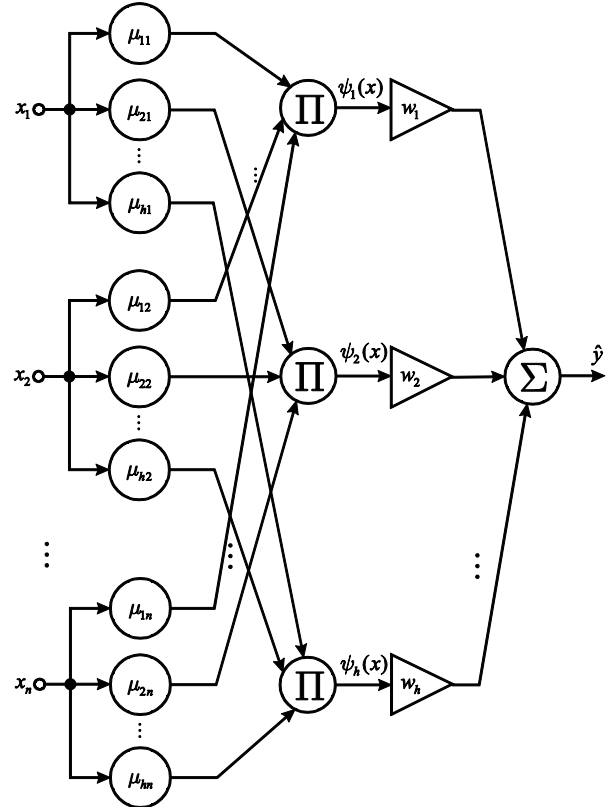 μ₁₁
x₁
μ₂₁
ψ₁(x)
∏
w₁
⋮
⋮
μₕ₁
μ₁₂
x₂
μ₂₂
∏
ψ₂(x)
w₂
Σ
ŷ
⋮
μₕ₂
⋮
⋮
⋮
μ₁ₙ
xₙ
μ₂ₙ
∏
ψₕ(x)
wₕ
⋮
μₕₙ